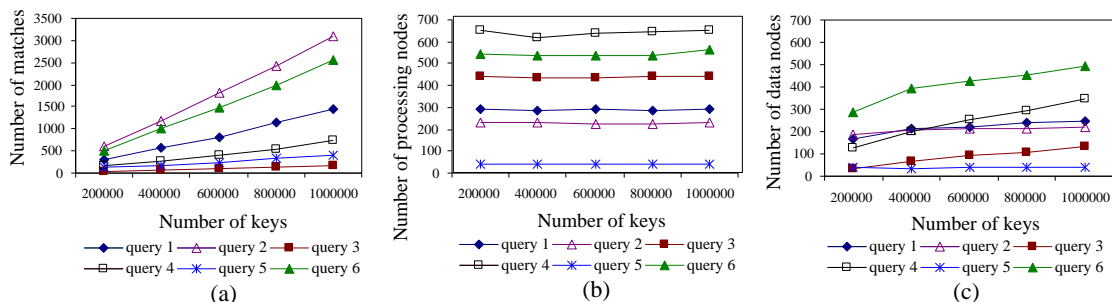 Number of matches
3500
3000
2500
2000
1500
1000
500
0
200000 400000 600000 800000 1000000
Number of keys
query 1 query 2 query 3
query 4 query 5 query 6
(a)
Number of processing nodes
700
600
500
400
300
200
100
0
200000 400000 600000 800000 1000000
Number of keys
query 1 query 2 query 3
query 4 query 5 query 6
(b)
Number of data nodes
700
600
500
400
300
200
100
0
200000 400000 600000 800000 1000000
Number of keys
query 1 query 2 query 3
query 4 query 5 query 6
(c)